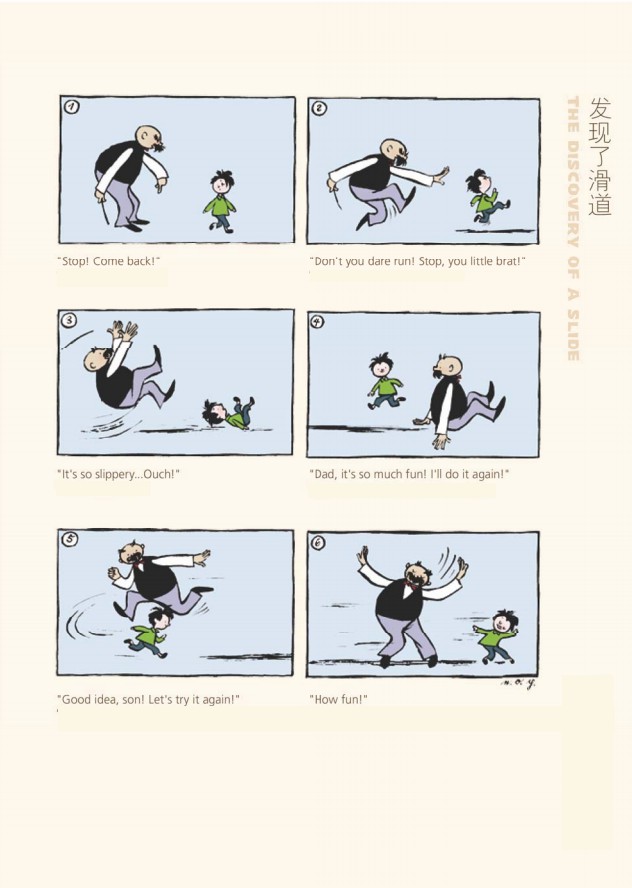 发现了滑道
THE DISCOVERY OF A SLIDE
1
2
"Stop! Come back!"
"Don't you dare run! Stop, you little brat!"
3
4
"It's so slippery...Ouch!"
"Dad, it's so much fun! I'll do it again!"
5
6
"Good idea, son! Let's try it again!"
"How fun!"